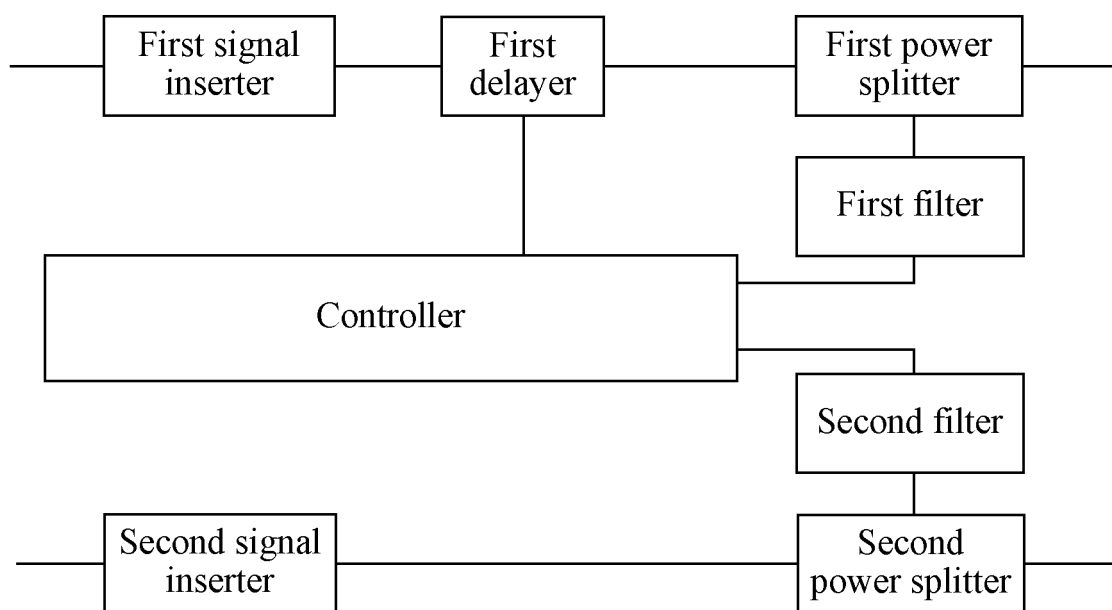 First signal
inserter
First
delayer
First power
splitter
First filter
Controller
Second filter
Second signal
inserter
Second
power splitter